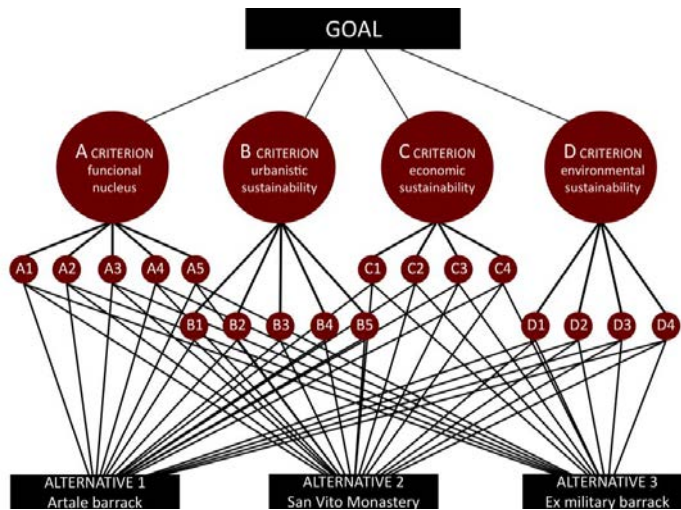 GOAL
A CRITERION
funcional
nucleus
B CRITERION
urbanistic
sustainability
C CRITERION
economic
sustainability
D CRITERION
environmental
sustainability
A1 A2 A3 A4 A5 C1 C2 C3 C4
B1 B2 B3 B4 B5 D1 D2 D3 D4
ALTERNATIVE 1
Artale barrack
ALTERNATIVE 2
San Vito Monastery
ALTERNATIVE 3
Ex military barrack